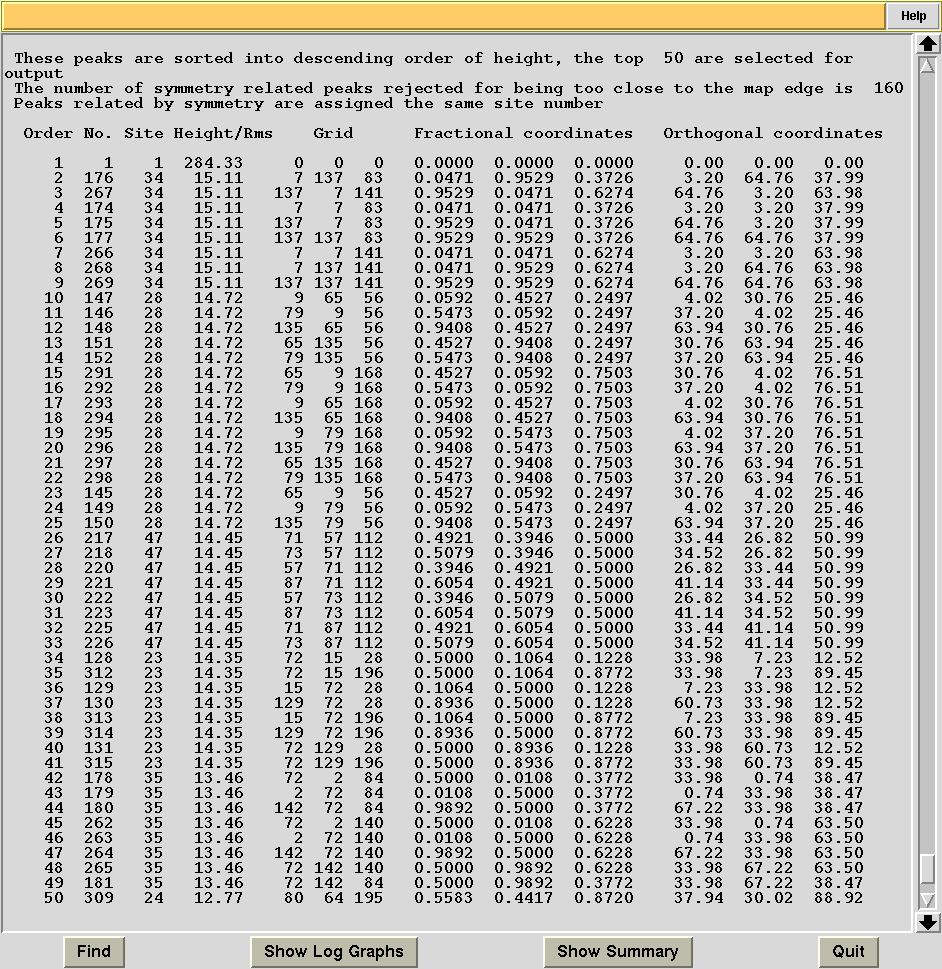 Help
These peaks are sorted into descending order of height, the top  50 are selected for
output
The number of symmetry related peaks rejected for being too close to the map edge is  160
Peaks related by symmetry are assigned the same site number
Order No. Site Height/Rms    Grid    Fractional coordinates   Orthogonal coordinates
1 1 1 284.33 0 0 0 0.0000 0.0000 0.0000 0.00 0.00 0.00
2 176 34 15.11 7 137 83 0.0471 0.9529 0.3726 3.20 64.76 37.99
3 267 34 15.11 137 7 141 0.9529 0.0471 0.6274 64.76 3.20 63.98
4 174 34 15.11 7 7 83 0.0471 0.0471 0.3726 3.20 3.20 37.99
5 175 34 15.11 137 7 83 0.9529 0.0471 0.3726 64.76 3.20 37.99
6 177 34 15.11 137 137 83 0.9529 0.9529 0.3726 64.76 64.76 37.99
7 266 34 15.11 7 7 141 0.0471 0.0471 0.6274 3.20 3.20 63.98
8 268 34 15.11 7 137 141 0.0471 0.9529 0.6274 3.20 64.76 63.98
9 269 34 15.11 137 137 141 0.9529 0.9529 0.6274 64.76 64.76 63.98
10 147 28 14.72 9 65 56 0.0592 0.4527 0.2497 4.02 30.76 25.46
11 146 28 14.72 79 9 56 0.5473 0.0592 0.2497 37.20 4.02 25.46
12 148 28 14.72 135 65 56 0.9408 0.4527 0.2497 63.94 30.76 25.46
13 151 28 14.72 65 135 56 0.4527 0.9408 0.2497 30.76 63.94 25.46
14 152 28 14.72 79 135 56 0.5473 0.9408 0.2497 37.20 63.94 25.46
15 291 28 14.72 65 9 168 0.4527 0.0592 0.7503 30.76 4.02 76.51
16 292 28 14.72 79 9 168 0.5473 0.0592 0.7503 37.20 4.02 76.51
17 293 28 14.72 9 65 168 0.0592 0.4527 0.7503 4.02 30.76 76.51
18 294 28 14.72 135 65 168 0.9408 0.4527 0.7503 63.94 30.76 76.51
19 295 28 14.72 9 79 168 0.0592 0.5473 0.7503 4.02 37.20 76.51
20 296 28 14.72 135 79 168 0.9408 0.5473 0.7503 63.94 37.20 76.51
21 297 28 14.72 65 135 168 0.4527 0.9408 0.7503 30.76 63.94 76.51
22 298 28 14.72 79 135 168 0.5473 0.9408 0.7503 37.20 63.94 76.51
23 145 28 14.72 65 9 56 0.4527 0.0592 0.2497 30.76 4.02 25.46
24 149 28 14.72 9 79 56 0.0592 0.5473 0.2497 4.02 37.20 25.46
25 150 28 14.72 135 79 56 0.9408 0.5473 0.2497 63.94 37.20 25.46
26 217 47 14.45 71 57 112 0.4921 0.3946 0.5000 33.44 26.82 50.99
27 218 47 14.45 73 57 112 0.5079 0.3946 0.5000 34.52 26.82 50.99
28 220 47 14.45 57 71 112 0.3946 0.4921 0.5000 26.82 33.44 50.99
29 221 47 14.45 87 71 112 0.6054 0.4921 0.5000 41.14 33.44 50.99
30 222 47 14.45 57 73 112 0.3946 0.5079 0.5000 26.82 34.52 50.99
31 223 47 14.45 87 73 112 0.6054 0.5079 0.5000 41.14 34.52 50.99
32 225 47 14.45 71 87 112 0.4921 0.6054 0.5000 33.44 41.14 50.99
33 226 47 14.45 73 87 112 0.5079 0.6054 0.5000 34.52 41.14 50.99
34 128 23 14.35 72 15 28 0.5000 0.1064 0.1228 33.98 7.23 12.52
35 312 23 14.35 72 15 196 0.5000 0.1064 0.8772 33.98 7.23 89.45
36 129 23 14.35 15 72 28 0.1064 0.5000 0.1228 7.23 33.98 12.52
37 130 23 14.35 129 72 28 0.8936 0.5000 0.1228 60.73 33.98 12.52
38 313 23 14.35 15 72 196 0.1064 0.5000 0.8772 7.23 33.98 89.45
39 314 23 14.35 129 72 196 0.8936 0.5000 0.8772 60.73 33.98 89.45
40 131 23 14.35 72 129 28 0.5000 0.8936 0.1228 33.98 60.73 12.52
41 315 23 14.35 72 129 196 0.5000 0.8936 0.8772 33.98 60.73 89.45
42 178 35 13.46 72 2 84 0.5000 0.0108 0.3772 33.98 0.74 38.47
43 179 35 13.46 2 72 84 0.0108 0.5000 0.3772 0.74 33.98 38.47
44 180 35 13.46 142 72 84 0.9892 0.5000 0.3772 67.22 33.98 38.47
45 262 35 13.46 72 2 140 0.5000 0.0108 0.6228 33.98 0.74 63.50
46 263 35 13.46 2 72 140 0.0108 0.5000 0.6228 0.74 33.98 63.50
47 264 35 13.46 142 72 140 0.9892 0.5000 0.6228 67.22 33.98 63.50
48 265 35 13.46 72 142 140 0.5000 0.9892 0.6228 33.98 67.22 63.50
49 181 35 13.46 72 142 84 0.5000 0.9892 0.3772 33.98 67.22 38.47
50 309 24 12.77 80 64 195 0.5583 0.4417 0.8720 37.94 30.02 88.92
Find Show Log Graphs Show Summary Quit